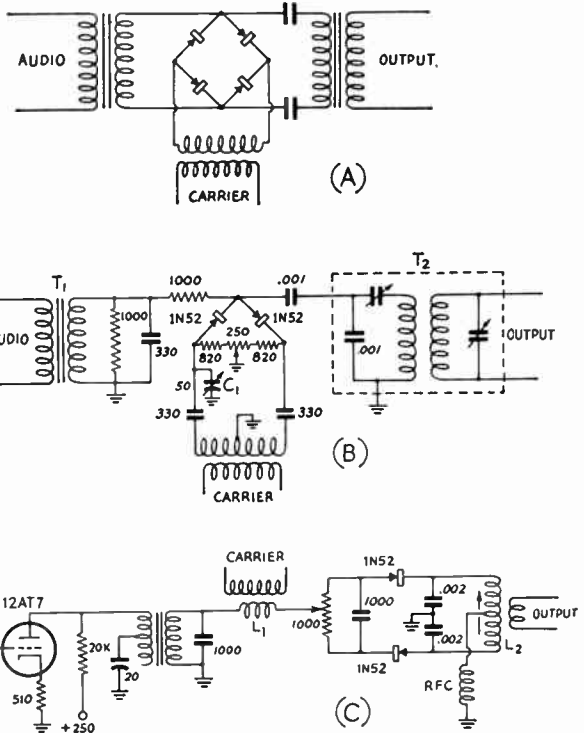 AUDIO
OUTPUT.
CARRIER
(A)
T1
1000
.001
T2
1N52
1N52
1000
250
AUDIO
330
820
820
.001
OUTPUT
50
C1
330
330
(B)
CARRIER
CARRIER
1N52
12AT7
L1
.002
1000
1000
OUTPUT
20K
1000
.002
L2
20
510
1N52
RFC
+250
(C)